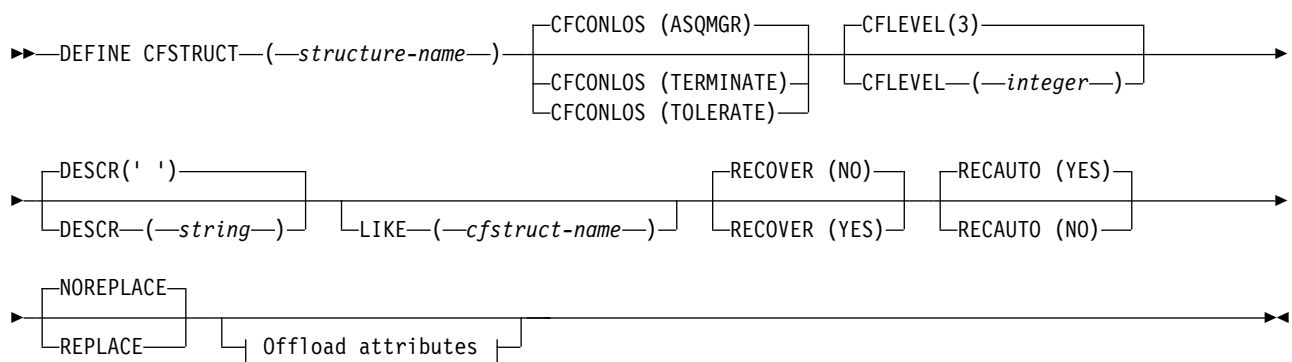 CFCONLOS (ASQMGR) CFLEVEL(3)
DEFINE CFSTRUCT ( structure-name )
CFCONLOS (TERMINATE) CFLEVEL ( integer )
CFCONLOS (TOLERATE)
DESCR(' ') RECOVER (NO) RECAUTO (YES)
DESCR ( string ) LIKE ( cfstruct-name ) RECOVER (YES) RECAUTO (NO)
NOREPLACE
REPLACE Offload attributes